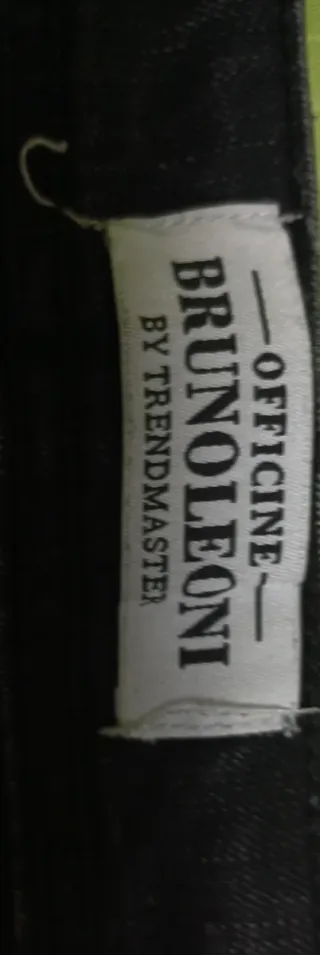 — OFFICINE —
BRUNOLEONI
BY TRENDMASTER